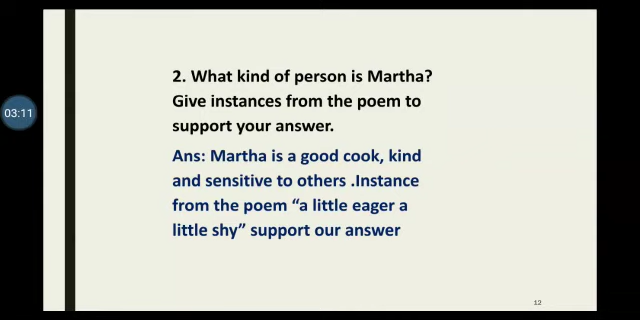 2. What kind of person is Martha?
Give instances from the poem to
03:11
support your answer.
Ans: Martha is a good cook, kind
and sensitive to others .Instance
from the poem "a little eager a
little shy" support our answer
12